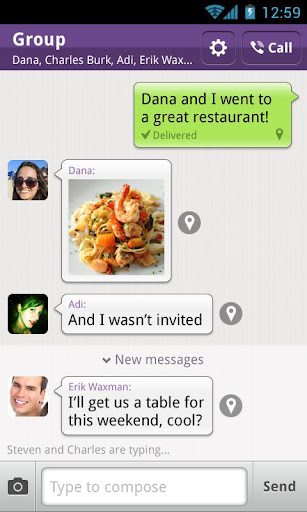 12:59
Group
Dana, Charles Burk, Adi, Erik Wax...
Call
Dana and I went to
a great restaurant!
Delivered
Dana:
Adi:
And I wasn't invited
New messages
Erik Waxman:
I'll get us a table for
this weekend, cool?
Steven and Charles are typing...
Type to compose
Send